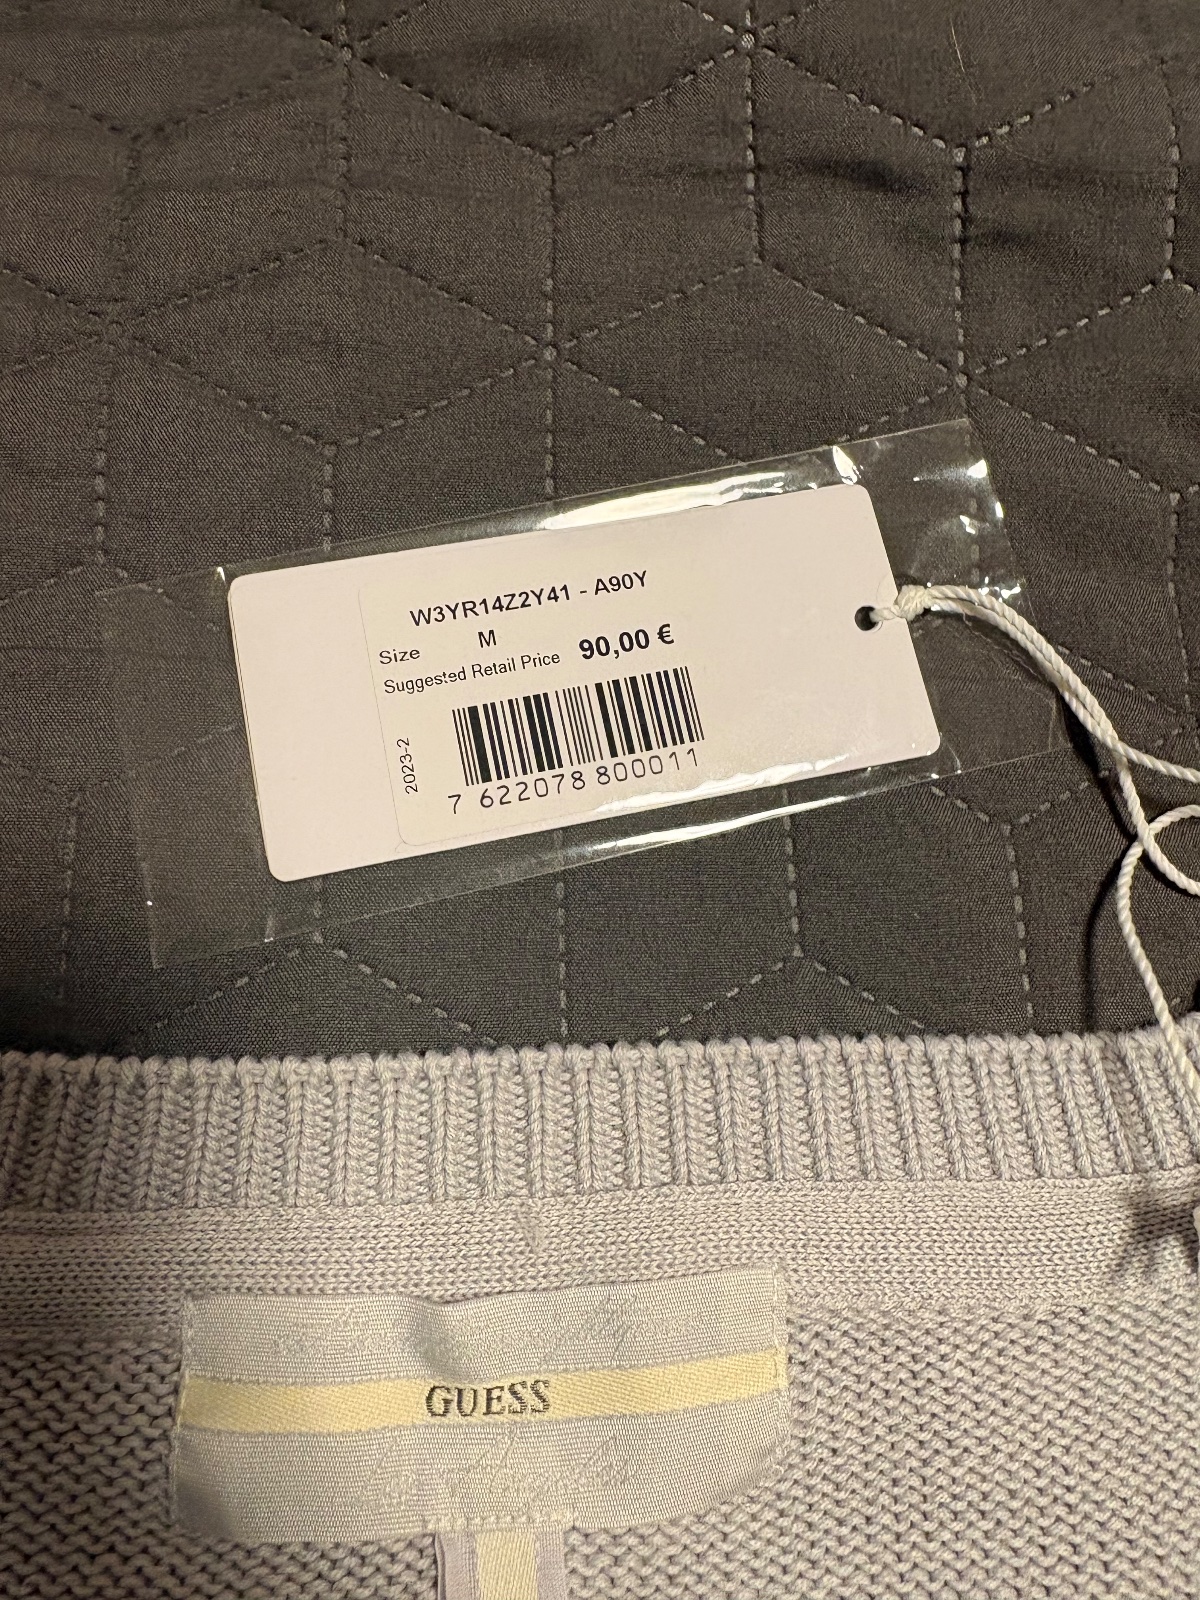 W3YR14Z2Y41 - A90Y
Size M
Suggested Retail Price 90,00 €
2023-2
7 622078 800011
GUESS